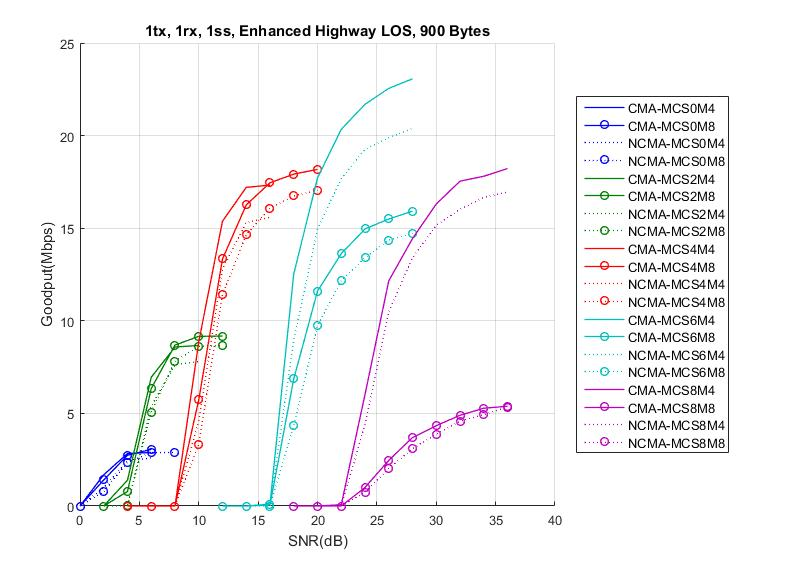 1tx, 1rx, 1ss, Enhanced Highway LOS, 900 Bytes
25
20
15
10
5
0
Goodput(Mbps)
0 5 10 15 20 25 30 35 40
SNR(dB)
CMA-MCS0M4
CMA-MCS0M8
NCMA-MCS0M4
NCMA-MCS0M8
CMA-MCS2M4
CMA-MCS2M8
NCMA-MCS2M4
NCMA-MCS2M8
CMA-MCS4M4
CMA-MCS4M8
NCMA-MCS4M4
NCMA-MCS4M8
CMA-MCS6M4
CMA-MCS6M8
NCMA-MCS6M4
NCMA-MCS6M8
CMA-MCS8M4
CMA-MCS8M8
NCMA-MCS8M4
NCMA-MCS8M8